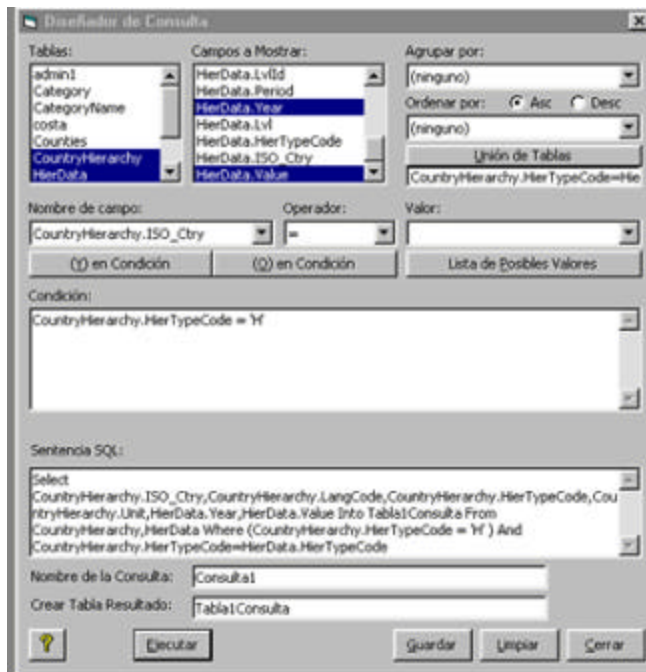 Diseñador de Consulta
Tablas:
admin1
Category
CategoryName
costa
Counties
CountryHierarchy
HierData
Campos a Mostrar:
HierData.LvlId
HierData.Period
HierData.Year
HierData.Lvl
HierData.HierTypeCode
HierData.ISO_Ctry
HierData.Value
Agrupar por:
(ninguno)
Ordenar por: Asc Desc
(ninguno)
Unión de Tablas
CountryHierarchy.HierTypeCode=Hie
Nombre de campo: Operador: Valor:
CountryHierarchy.ISO_Ctry =
(Y) en Condición (O) en Condición Lista de Posibles Valores
Condición:
CountryHierarchy.HierTypeCode = 'H'
Sentencia SQL:
Select
CountryHierarchy.ISO_Ctry,CountryHierarchy.LangCode,CountryHierarchy.HierTypeCode,Cou
ntryHierarchy.Unit,HierData.Year,HierData.Value Into Tabla1Consulta From
CountryHierarchy,HierData Where (CountryHierarchy.HierTypeCode = 'H' ) And
CountryHierarchy.HierTypeCode=HierData.HierTypeCode
Nombre de la Consulta: Consulta1
Crear Tabla Resultado: Tabla1Consulta
? Ejecutar Guardar Limpiar Cerrar